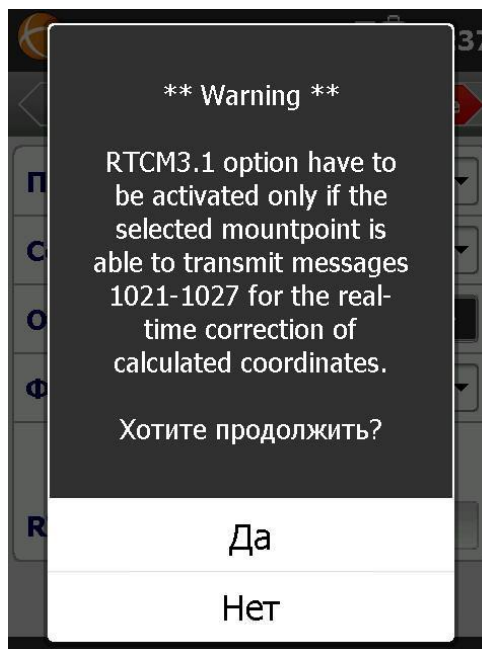 37
** Warning **
RTCM3.1 option have to
be activated only if the
selected mountpoint is
able to transmit messages
1021-1027 for the real-
time correction of
calculated coordinates.
Хотите продолжить?
Да
Нет